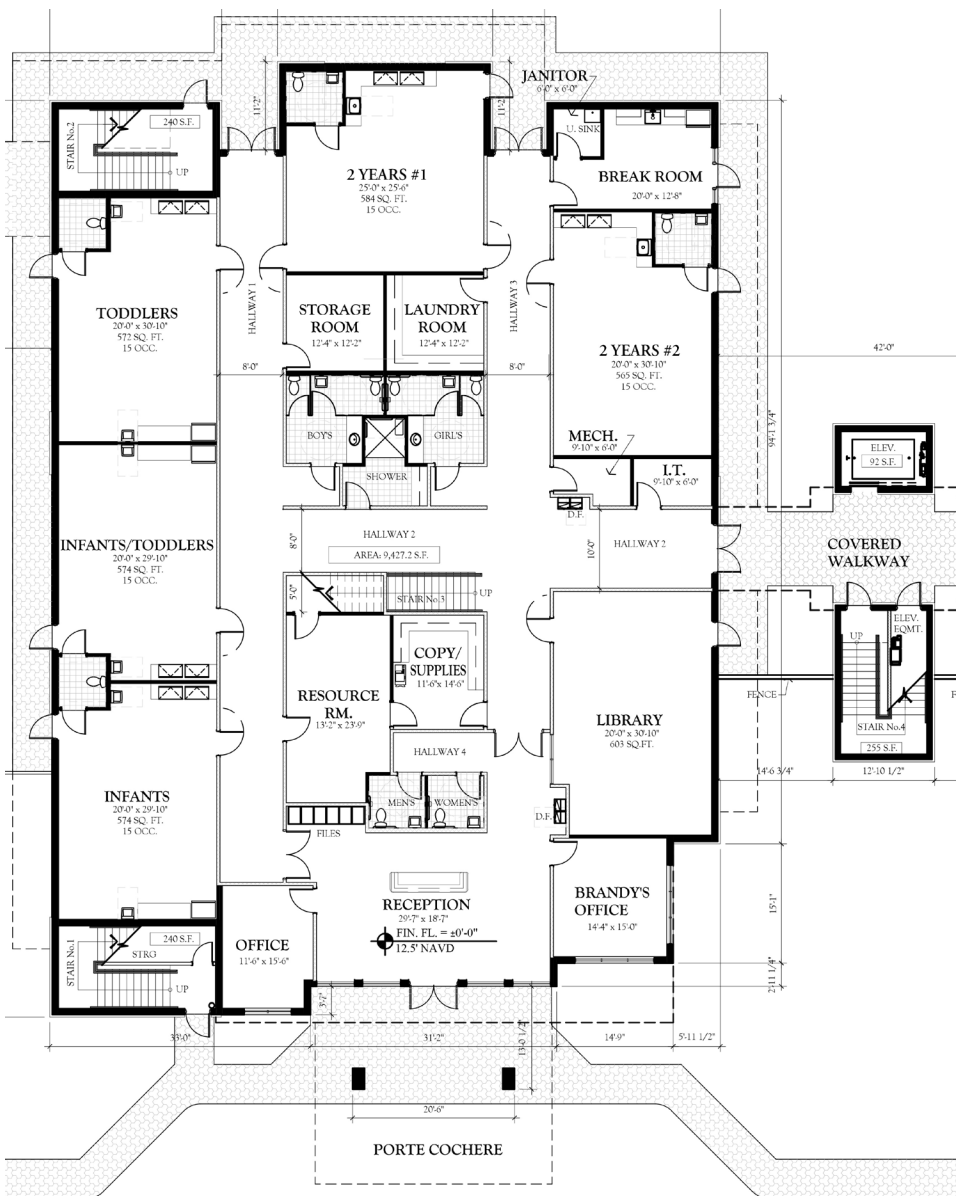 JANITOR
6'-0" x 6'-0"
11'-2"
11'-2"
240 S.F.
STAIR No.2
UP
U. SINK
2 YEARS #1
25'-0" x 25'-6"
584 SQ. FT.
15 OCC.
BREAK ROOM
20'-0" x 12'-8"
TODDLERS
20'-0" x 30'-10"
572 SQ. FT.
15 OCC.
HALLWAY 1
STORAGE
ROOM
12'-4" x 12'-2"
LAUNDRY
ROOM
12'-4" x 12'-2"
HALLWAY 3
2 YEARS #2
20'-0" x 30'-10"
565 SQ. FT.
15 OCC.
42'-0"
8'-0"
8'-0"
94'-1 3/4"
BOY'S
GIRL'S
SHOWER
MECH.
9'-10" x 6'-0"
I.T.
9'-10" x 6'-0"
ELEV.
92 S.F.
D.F.
INFANTS/TODDLERS
20'-0" x 29'-10"
574 SQ. FT.
15 OCC.
8'-0"
HALLWAY 2
AREA: 9,427.2 S.F.
10'-0"
HALLWAY 2
COVERED
WALKWAY
5'-0"
STAIR No.3
UP
ELEV.
EQMT.
UP
COPY/
SUPPLIES
11'-6"x 14'-6"
RESOURCE
RM.
13'-2" x 23'-9"
FENCE
F
LIBRARY
20'-0" x 30'-10"
603 SQ.FT.
STAIR No.4
255 S.F.
HALLWAY 4
14'-6 3/4"
12'-10 1/2"
INFANTS
20'-0" x 29'-10"
574 SQ. FT.
15 OCC.
MEN'S
WOMEN'S
FILES
D.F.
RECEPTION
29'-7" x 18'-7"
FIN. FL. = ±0'-0"
12.5' NAVD
BRANDY'S
OFFICE
14'-4" x 15'-0"
15'-1"
240 S.F.
STAIR No.1
STRG
UP
OFFICE
11'-6" x 15'-6"
2'-11 1/4"
3'-7"
13'-0 1/2"
33'-0"
31'-2"
14'-9"
5'-11 1/2"
20'-6"
PORTE COCHERE